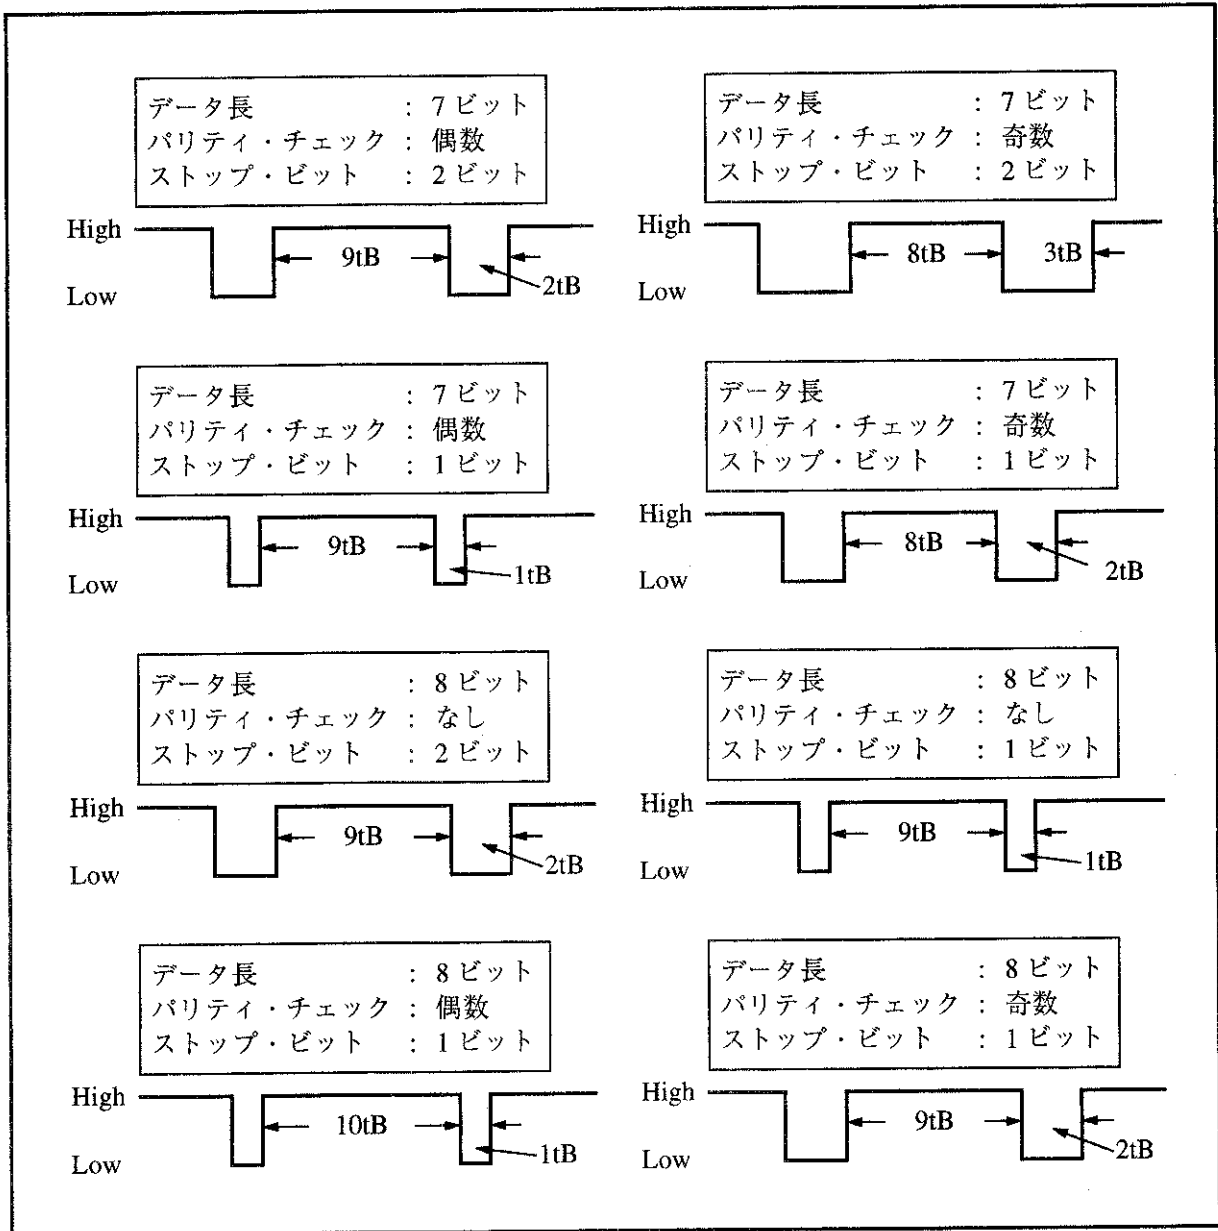 データ長 : 7 ビット
パリティ・チェック : 偶数
ストップ・ビット : 2 ビット
High
9tB
2tB
Low
データ長 : 7 ビット
パリティ・チェック : 奇数
ストップ・ビット : 2 ビット
High
8tB
3tB
Low
データ長 : 7 ビット
パリティ・チェック : 偶数
ストップ・ビット : 1 ビット
High
9tB
1tB
Low
データ長 : 7 ビット
パリティ・チェック : 奇数
ストップ・ビット : 1 ビット
High
8tB
2tB
Low
データ長 : 8 ビット
パリティ・チェック : なし
ストップ・ビット : 2 ビット
High
9tB
2tB
Low
データ長 : 8 ビット
パリティ・チェック : なし
ストップ・ビット : 1 ビット
High
9tB
1tB
Low
データ長 : 8 ビット
パリティ・チェック : 偶数
ストップ・ビット : 1 ビット
High
10tB
1tB
Low
データ長 : 8 ビット
パリティ・チェック : 奇数
ストップ・ビット : 1 ビット
High
9tB
2tB
Low